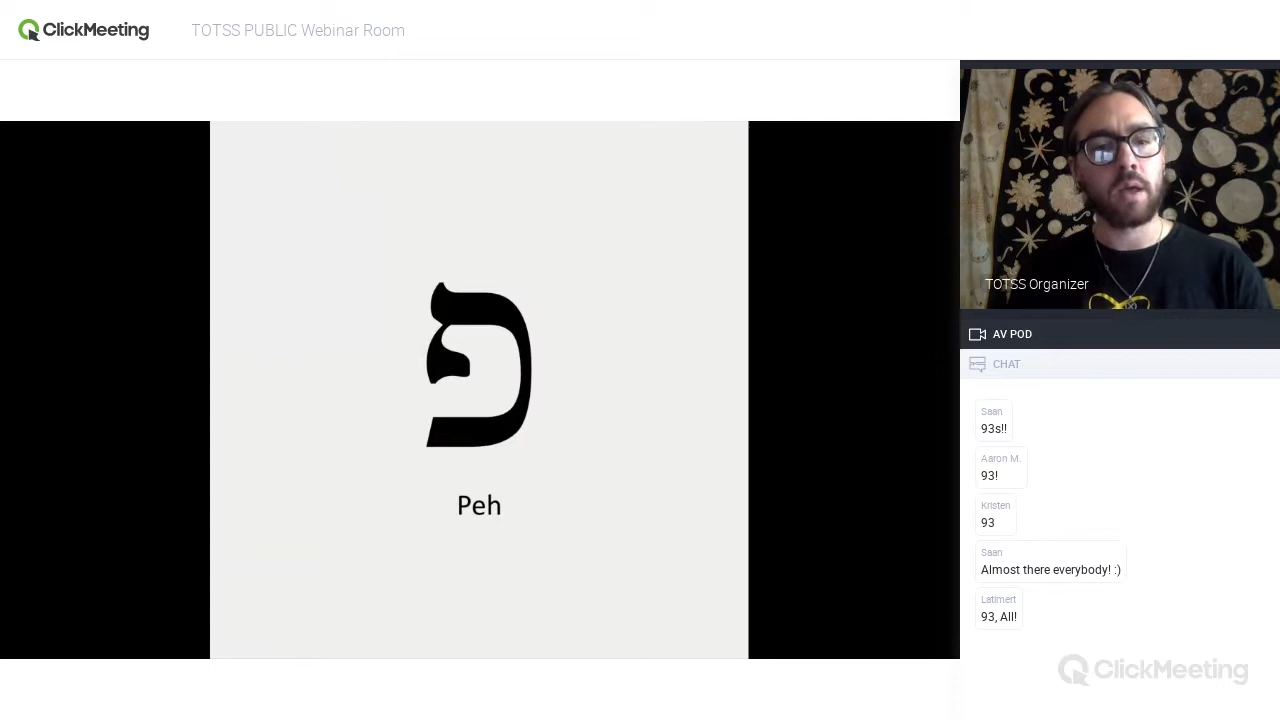 ClickMeeting
TOTSS PUBLIC Webinar Room
פ
Peh
TOTSS Organizer
AV POD
CHAT
Saan
93s!!
Aaron M.
93!
Kristen
93
Saan
Almost there everybody! :)
Latimert
93, All!
ClickMeeting